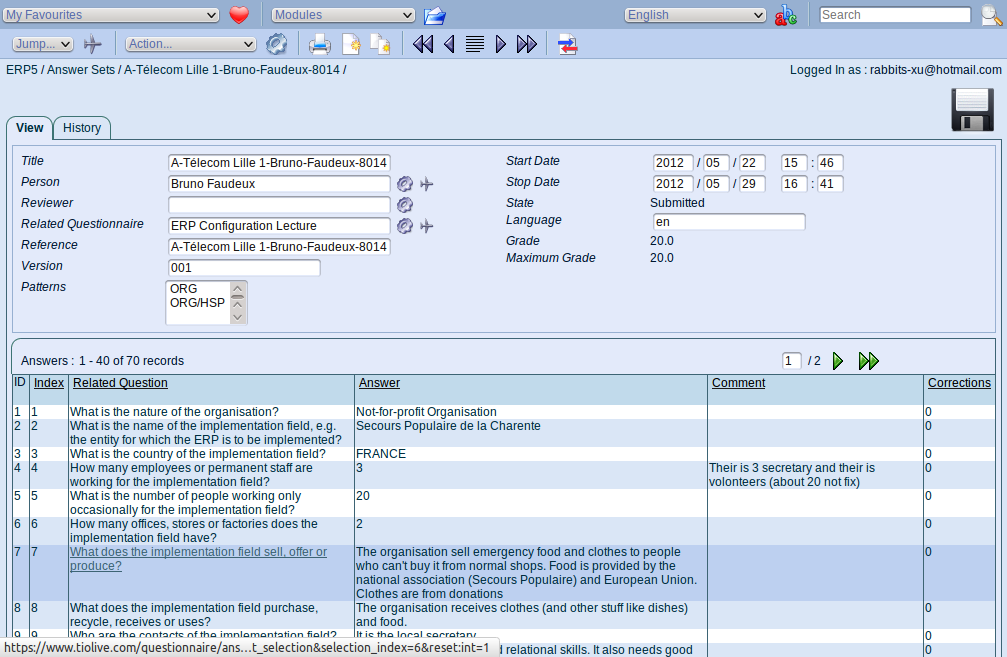 My Favourites
Modules
English
Search
Jump...
Action...
ERP5 / Answer Sets / A-Télecom Lille 1-Bruno-Faudeux-8014 /
Logged In as : rabbits-xu@hotmail.com
View
History
Title
A-Télecom Lille 1-Bruno-Faudeux-8014
Person
Bruno Faudeux
Reviewer
Related Questionnaire
ERP Configuration Lecture
Reference
A-Télecom Lille 1-Bruno-Faudeux-8014
Version
001
Patterns
ORG
ORG/HSP
Start Date
2012 / 05 / 22 15 : 46
Stop Date
2012 / 05 / 29 16 : 41
State
Submitted
Language
en
Grade
20.0
Maximum Grade
20.0
Answers : 1 - 40 of 70 records
1 / 2
ID Index Related Question Answer Comment Corrections
1 1 What is the nature of the organisation? Not-for-profit Organisation 0
2 2 What is the name of the implementation field, e.g. Secours Populaire de la Charente 0
the entity for which the ERP is to be implemented?
3 3 What is the country of the implementation field? FRANCE 0
4 4 How many employees or permanent staff are 3 Their is 3 secretary and their is 0
working for the implementation field? volonteers (about 20 not fix)
5 5 What is the number of people working only 20 0
occasionally for the implementation field?
6 6 How many offices, stores or factories does the 2 0
implementation field have?
7 7 What does the implementation field sell, offer or The organisation sell emergency food and clothes to people 0
produce? who can't buy it from normal shops. Food is provided by the
national association (Secours Populaire) and European Union.
Clothes are from donations
8 8 What does the implementation field purchase, The organisation receives clothes (and other stuff like dishes) 0
recycle, receives or uses? and food.
9 9 Who are the contacts of the implementation field? It is the local secretary 0
https://www.tiolive.com/questionnaire/ans...t_selection&selection_index=6&reset:int=1
relational skills. It also needs good 0